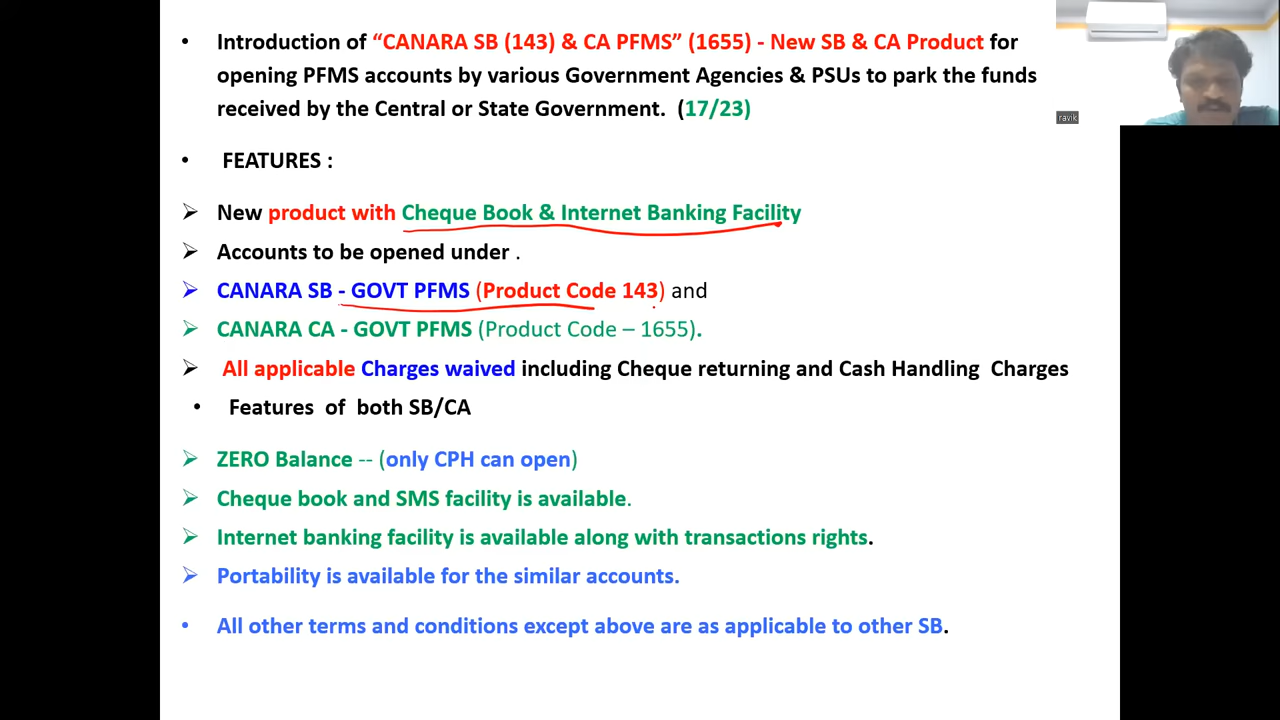 • Introduction of “CANARA SB (143) & CA PFMS” (1655) - New SB & CA Product for
opening PFMS accounts by various Government Agencies & PSUs to park the funds
received by the Central or State Government. (17/23)
ravik
• FEATURES :
➢ New product with Cheque Book & Internet Banking Facility
➢ Accounts to be opened under .
➢ CANARA SB - GOVT PFMS (Product Code 143) and
➢ CANARA CA - GOVT PFMS (Product Code – 1655).
➢ All applicable Charges waived including Cheque returning and Cash Handling Charges
• Features of both SB/CA
➢ ZERO Balance -- (only CPH can open)
➢ Cheque book and SMS facility is available.
➢ Internet banking facility is available along with transactions rights.
➢ Portability is available for the similar accounts.
• All other terms and conditions except above are as applicable to other SB.